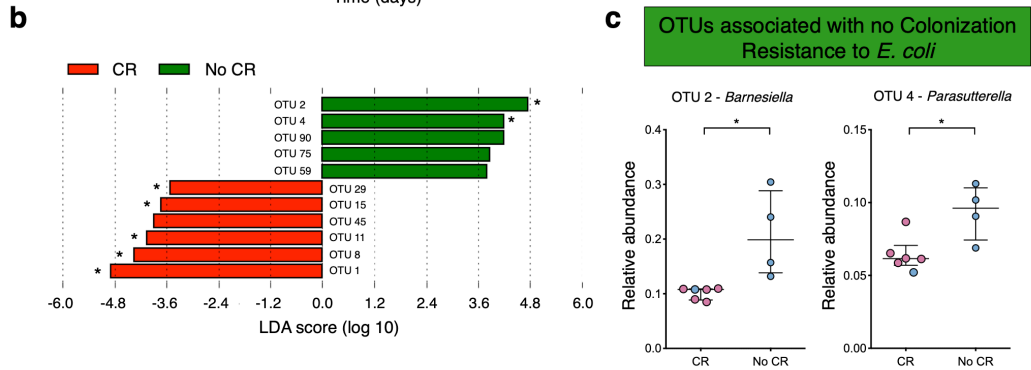 Time (days)
b
CR
No CR
OTU 2
*
OTU 4
*
OTU 90
OTU 75
OTU 59
*
OTU 29
*
OTU 15
OTU 45
*
OTU 11
*
OTU 8
*
OTU 1
-6.0 -4.8 -3.6 -2.4 -1.2 0.0 1.2 2.4 3.6 4.8 6.0
LDA score (log 10)
c
OTUs associated with no Colonization
Resistance to E. coli
OTU 2 - Barnesiella
*
Relative abundance
0.4
0.3
0.2
0.1
0.0
CR No CR
OTU 4 - Parasutterella
*
Relative abundance
0.15
0.10
0.05
0.00
CR No CR